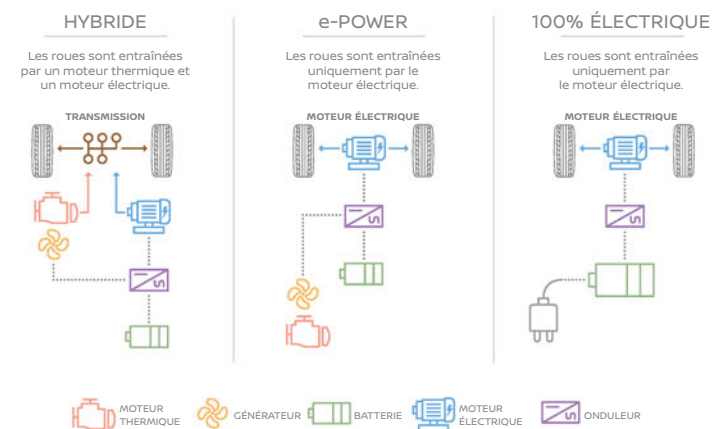 HYBRIDE
Les roues sont entraînées
par un moteur thermique et
un moteur électrique.
TRANSMISSION
e-POWER
Les roues sont entraînées
uniquement par le
moteur électrique.
MOTEUR ÉLECTRIQUE
100% ÉLECTRIQUE
Les roues sont entraînées
uniquement par
le moteur électrique.
MOTEUR ÉLECTRIQUE
MOTEUR
THERMIQUE
GÉNÉRATEUR
BATTERIE
MOTEUR
ÉLECTRIQUE
ONDULEUR